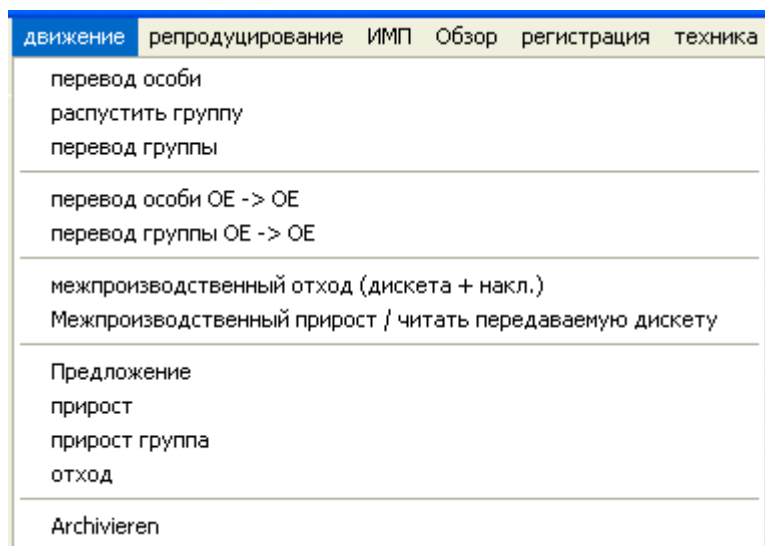 движение репродуцирование ИМП Обзор регистрация техника
перевод особи
распустить группу
перевод группы
перевод особи ОЕ -> ОЕ
перевод группы ОЕ -> ОЕ
межпроизводственный отход (дискета + накл.)
Межпроизводственный прирост / читать передаваемую дискету
Предложение
прирост
прирост группа
отход
Archivieren